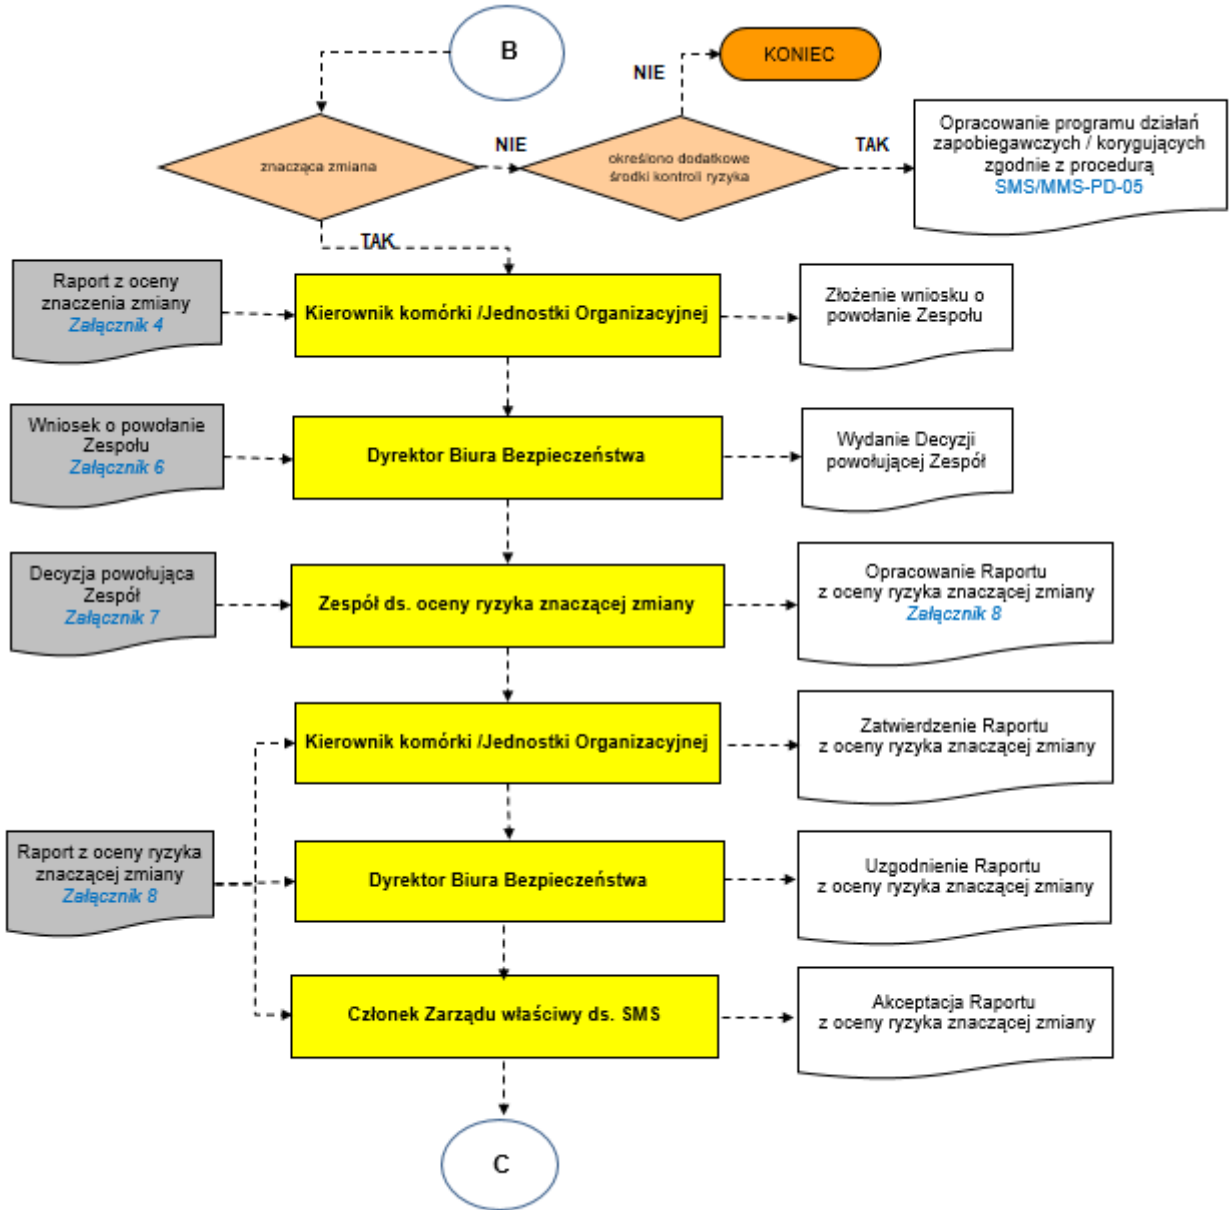 B
KONIEC
NIE
Opracowanie programu działań
zapobiegawczych / korygujących
zgodnie z procedurą
SMS/MMS-PD-05
znacząca zmiana
NIE
określono dodatkowe
środki kontroli ryzyka
TAK
TAK
Raport z oceny
znaczenia zmiany
Załącznik 4
Kierownik komórki /Jednostki Organizacyjnej
Złożenie wniosku o
powołanie Zespołu
Wniosek o powołanie
Zespołu
Załącznik 6
Dyrektor Biura Bezpieczeństwa
Wydanie Decyzji
powołującej Zespół
Decyzja powołująca
Zespół
Załącznik 7
Zespół ds. oceny ryzyka znaczącej zmiany
Opracowanie Raportu
z oceny ryzyka znaczącej zmiany
Załącznik 8
Kierownik komórki /Jednostki Organizacyjnej
Zatwierdzenie Raportu
z oceny ryzyka znaczącej zmiany
Raport z oceny ryzyka
znaczącej zmiany
Załącznik 8
Dyrektor Biura Bezpieczeństwa
Uzgodnienie Raportu
z oceny ryzyka znaczącej zmiany
Członek Zarządu właściwy ds. SMS
Akceptacja Raportu
z oceny ryzyka znaczącej zmiany
C